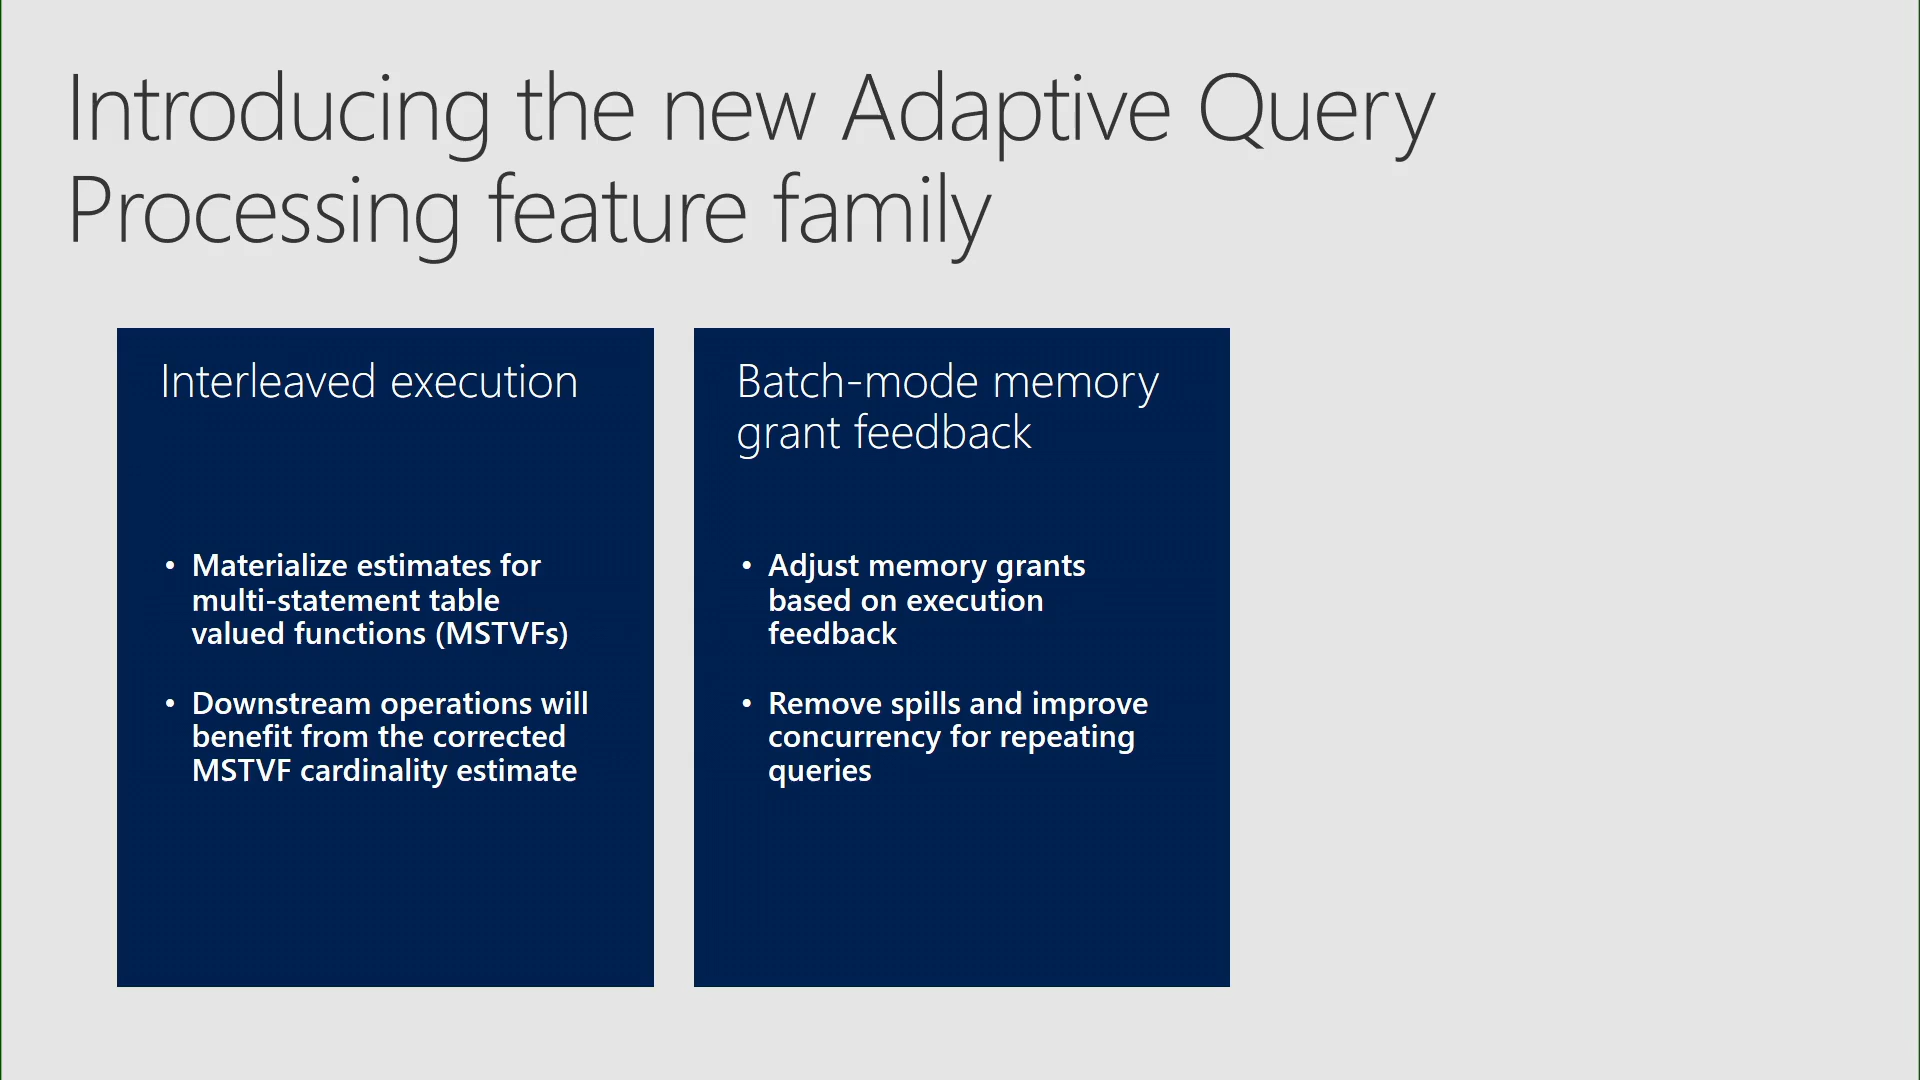 Introducing the new Adaptive Query
Processing feature family
Interleaved execution
• Materialize estimates for
multi-statement table
valued functions (MSTVFs)
• Downstream operations will
benefit from the corrected
MSTVF cardinality estimate
Batch-mode memory
grant feedback
• Adjust memory grants
based on execution
feedback
• Remove spills and improve
concurrency for repeating
queries